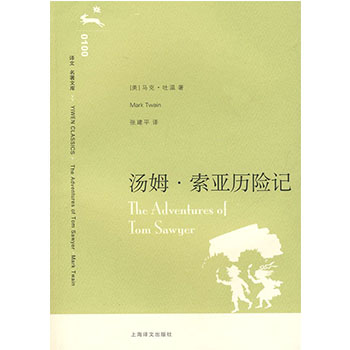 0100
译文 名著文库
YIWEN CLASSICS · The Adventures of Tom Sawyer Mark Twain
[美]马克·吐温 著
Mark Twain
张建平 译
汤姆·索亚历险记
The Adventures of
Tom Sawyer
上海译文出版社